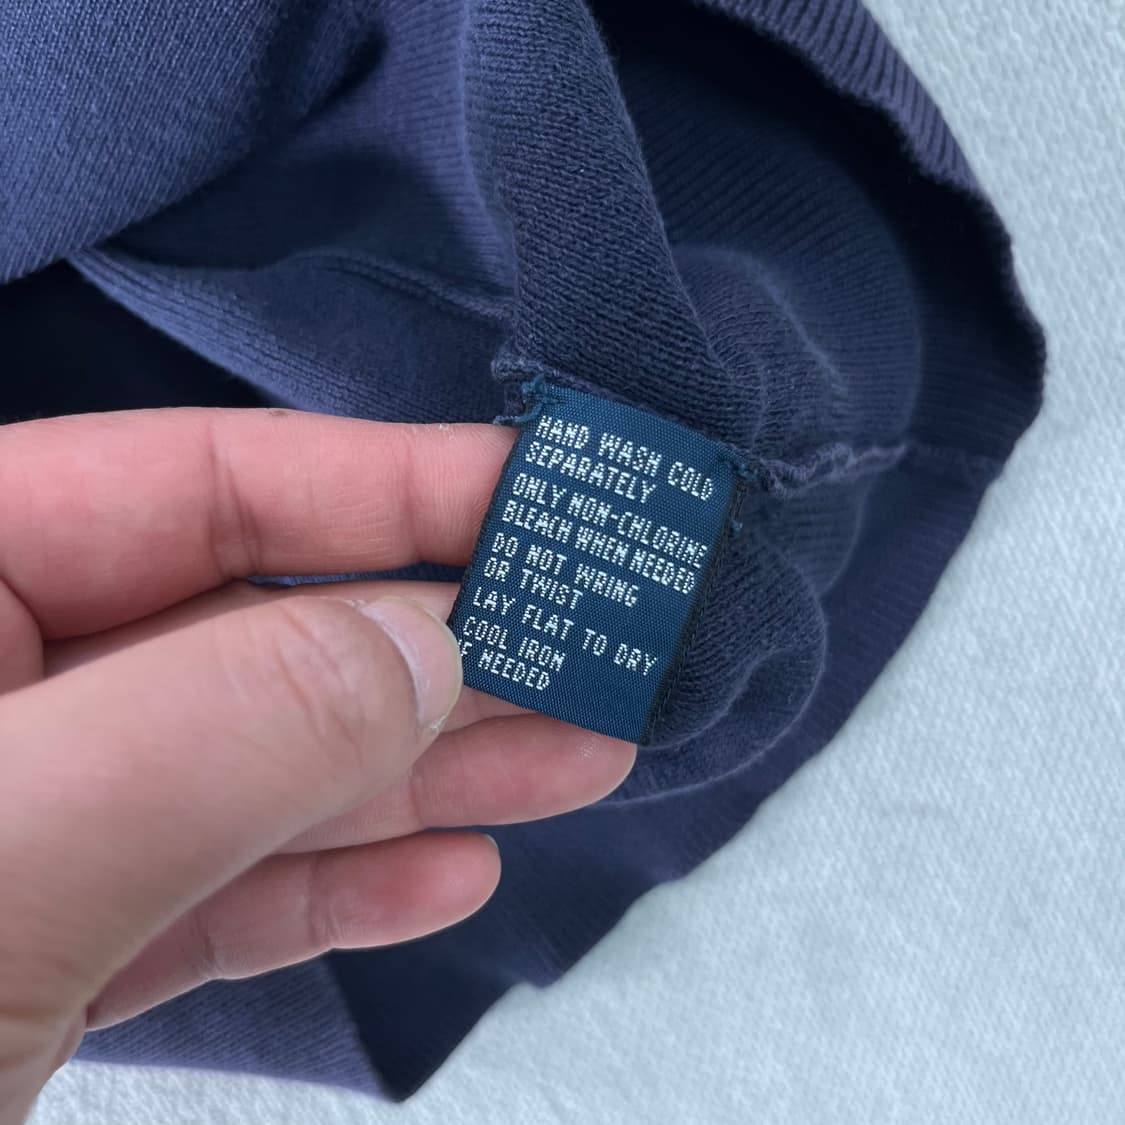 HAND WASH COLD
SEPARATELY
ONLY NON-CHLORINE
BLEACH WHEN NEEDED
DO NOT WRING
OR TWIST
LAY FLAT TO DRY
COOL IRON
IF NEEDED